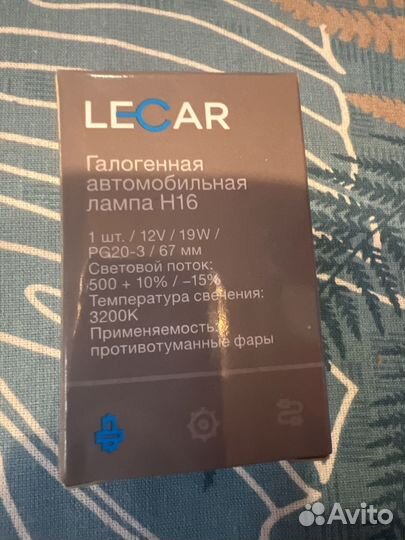 LECAR
Галогенная
автомобильная
лампа H16
1 шт. / 12V / 19W /
PG20-3 / 67 мм
Световой поток:
500 + 10% / –15%
Температура свечения:
3200K
Применяемость:
противотуманные фары
Avito